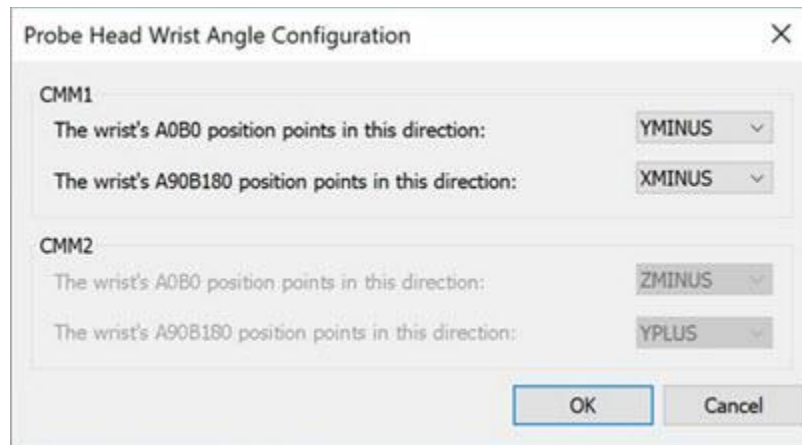 Probe Head Wrist Angle Configuration
CMM1
The wrist's A0B0 position points in this direction: YMINUS
The wrist's A90B180 position points in this direction: XMINUS
CMM2
The wrist's A0B0 position points in this direction: ZMINUS
The wrist's A90B180 position points in this direction: YPLUS
OK Cancel